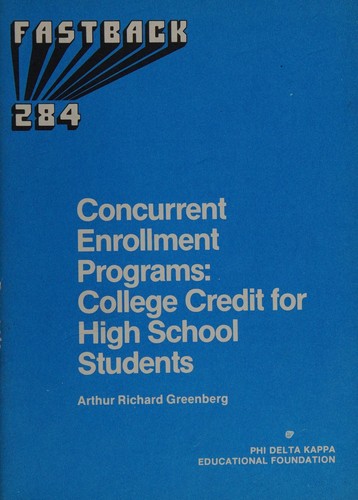 FASTBACK
284
Concurrent
Enrollment
Programs:
College Credit for
High School
Students
Arthur Richard Greenberg
PHI DELTA KAPPA
EDUCATIONAL FOUNDATION